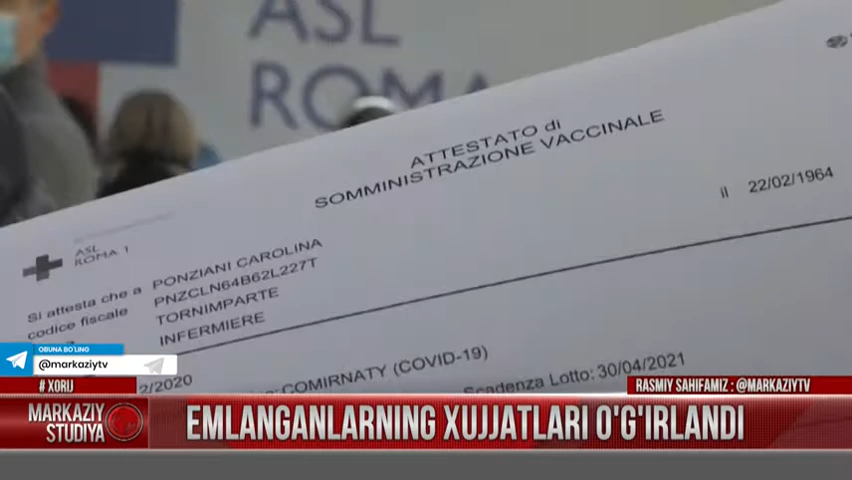 ASL
ROMA
ATTESTATO di
SOMMINISTRAZIONE VACCINALE
il 22/02/1964
ASL
ROMA 1
Si attesta che a PONZIANI CAROLINA
codice fiscale PNZCLN64B62L227T
TORNIMPARTE
INFERMIERE
2/2020
COMIRNATY (COVID-19)
Scadenza Lotto: 30/04/2021
OBUNA BO'LING
@markaziytv
# XORIJ
RASMIY SAHIFAMIZ : @MARKAZIYTV
MARKAZIY
STUDIYA
EMLANGANLARNING XUJJATLARI O'G'IRLANDI